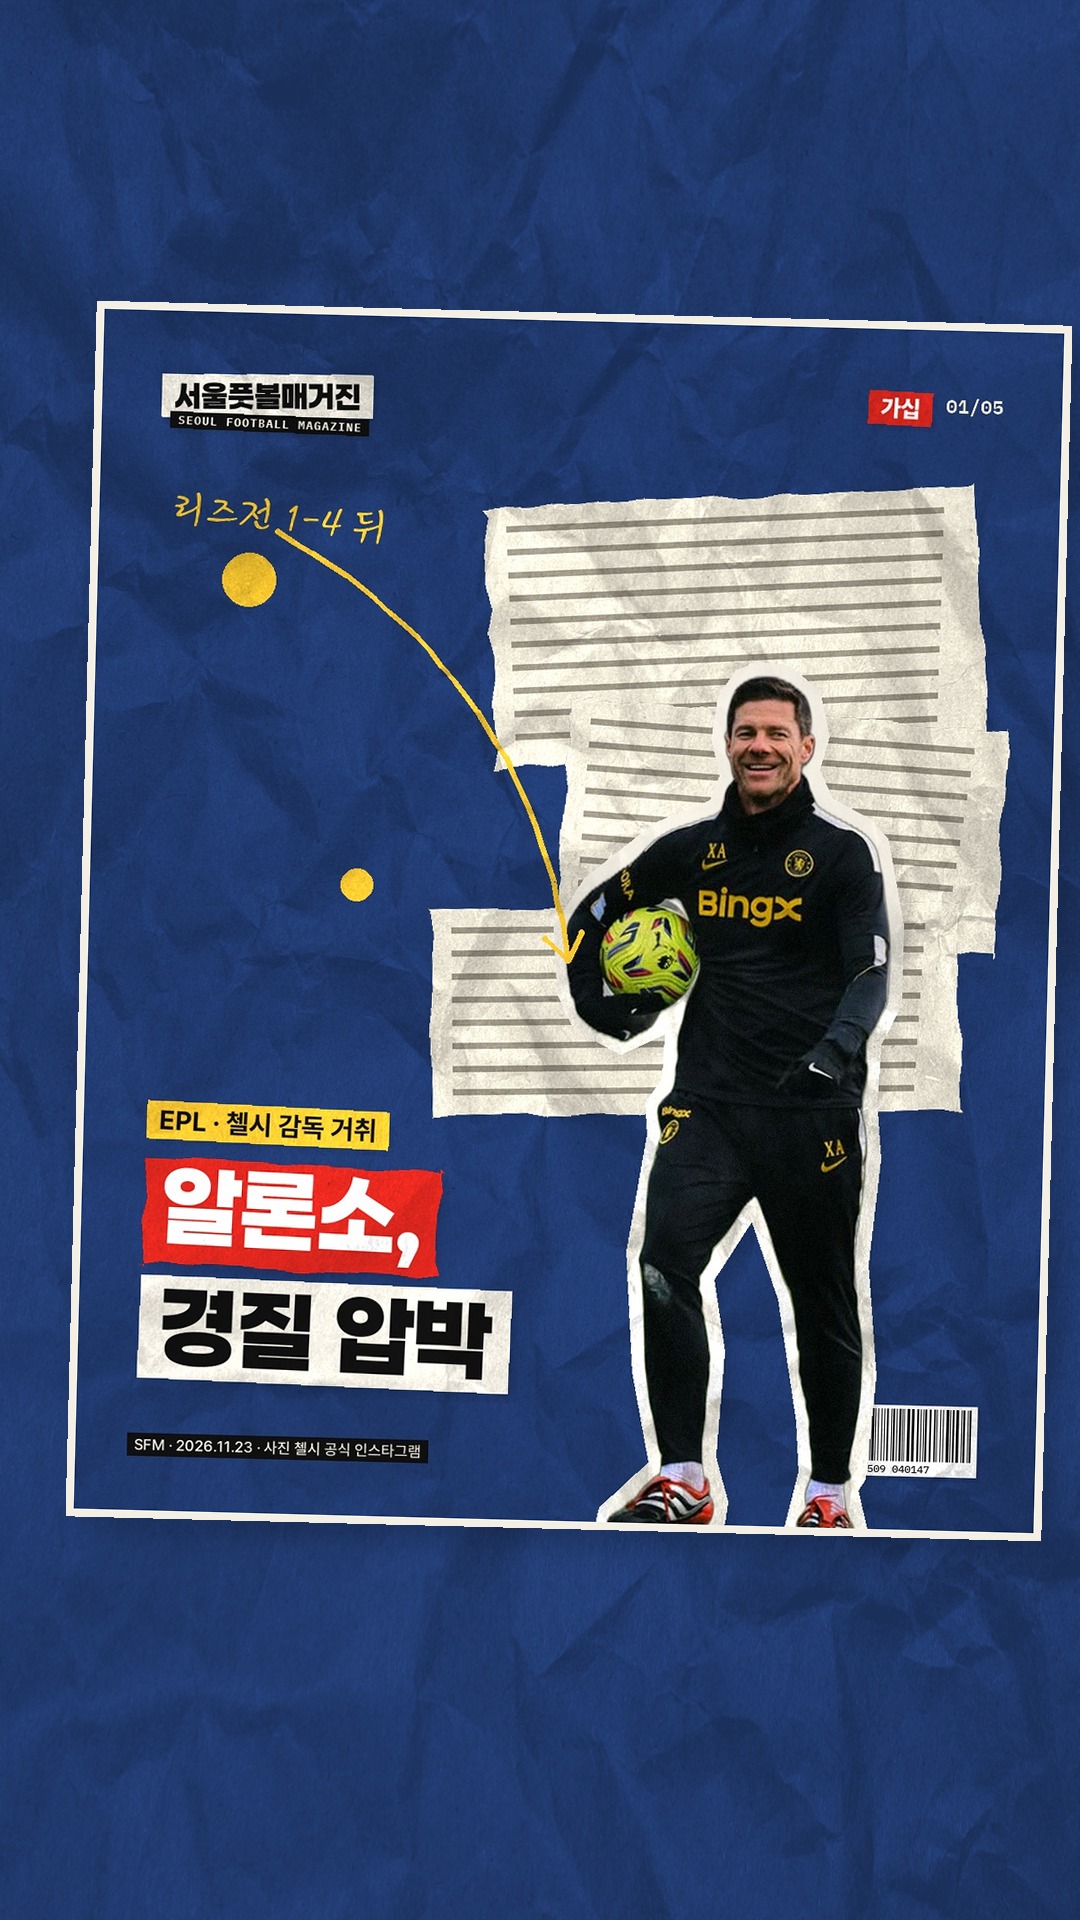 서울풋볼매거진
SEOUL FOOTBALL MAGAZINE
가십 01/05
리즈전 1-4 뒤
XA
Bingx
Bingx
XA
EPL · 첼시 감독 거취
알론소,
경질 압박
SFM · 2026.11.23 · 사진 첼시 공식 인스타그램
509 040147